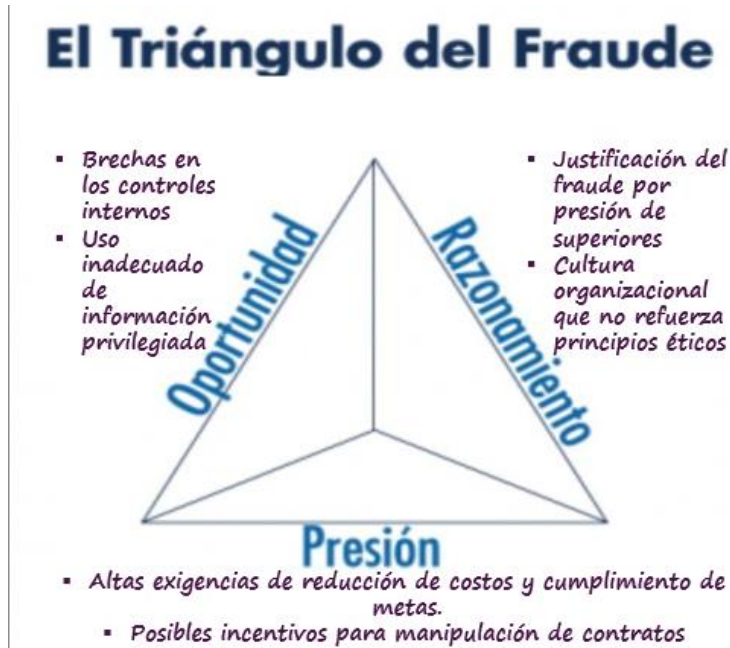 El Triángulo del Fraude
▪ Brechas en
los controles
internos
▪ Uso
inadecuado
de
información
privilegiada
▪ Justificación del
fraude por
presión de
superiores
▪ Cultura
organizacional
que no refuerza
principios éticos
Oportunidad
Razonamiento
Presión
▪ Altas exigencias de reducción de costos y cumplimiento de
metas.
▪ Posibles incentivos para manipulación de contratos